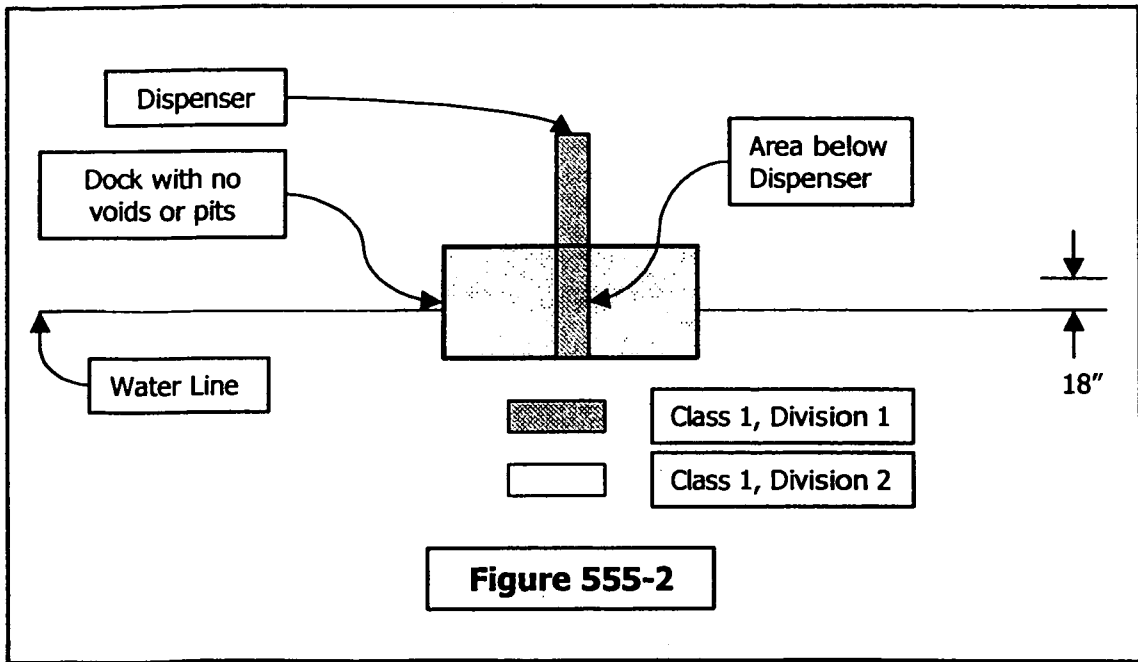 Dispenser
Dock with no
voids or pits
Area below
Dispenser
Water Line
18"
Class 1, Division 1
Class 1, Division 2
Figure 555-2